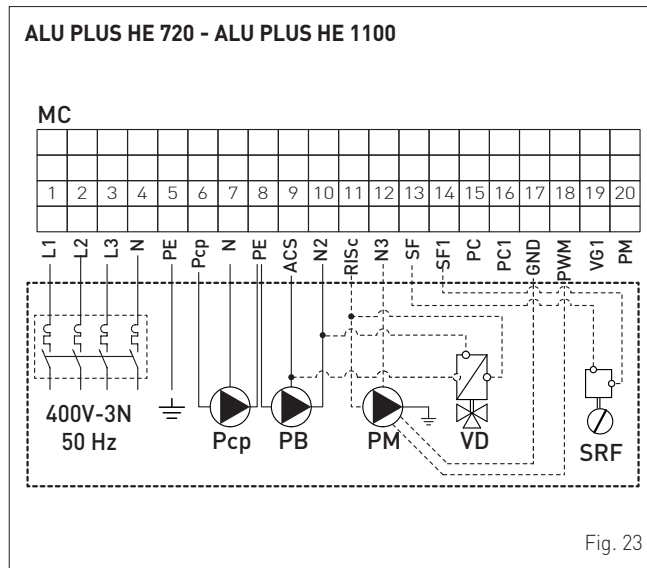 ALU PLUS HE 720 - ALU PLUS HE 1100
MC
1 2 3 4 5 6 7 8 9 10 11 12 13 14 15 16 17 18 19 20
L1 L2 L3 N PE Pcp N PE ACS N2 RISc N3 SF SF1 PC PC1 GND PWM VG1 PM
400V-3N
50 Hz
Pcp PB PM VD SRF
Fig. 23